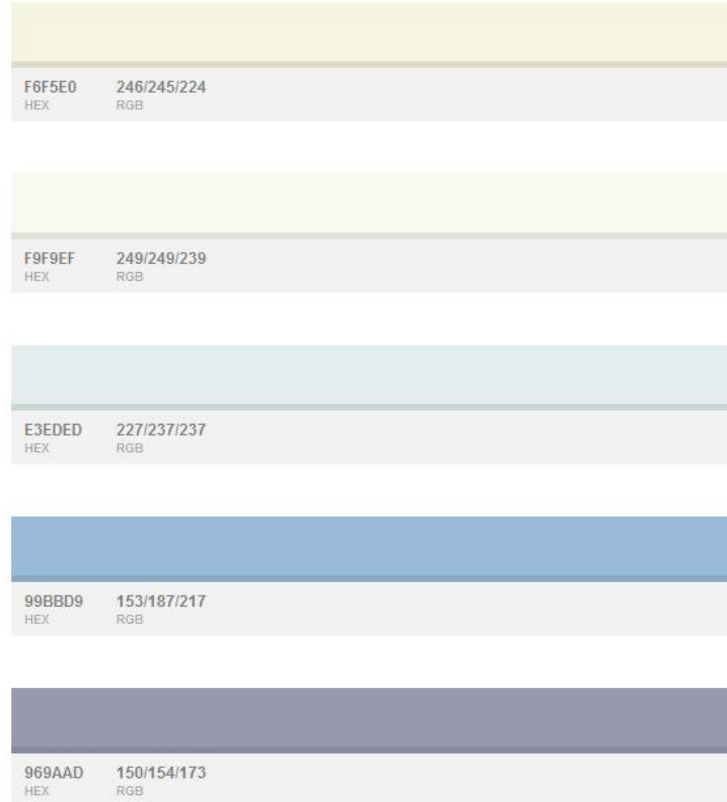 F6F5E0 246/245/224
HEX RGB
F9F9EF 249/249/239
HEX RGB
E3EDED 227/237/237
HEX RGB
99BBD9 153/187/217
HEX RGB
969AAD 150/154/173
HEX RGB